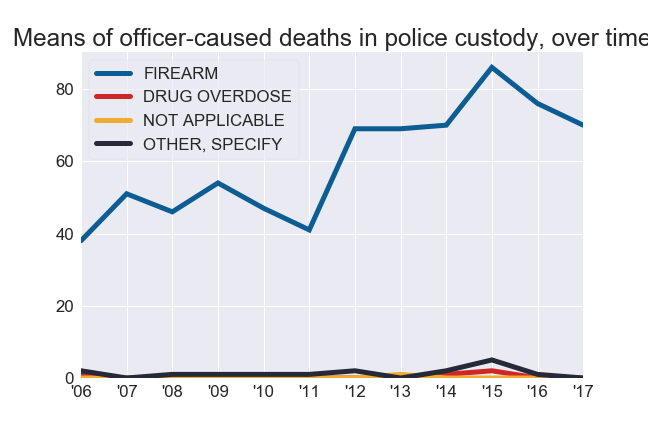 Means of officer-caused deaths in police custody, over time
FIREARM
DRUG OVERDOSE
NOT APPLICABLE
OTHER, SPECIFY
80
60
40
20
0
'06 '07 '08 '09 '10 '11 '12 '13 '14 '15 '16 '17